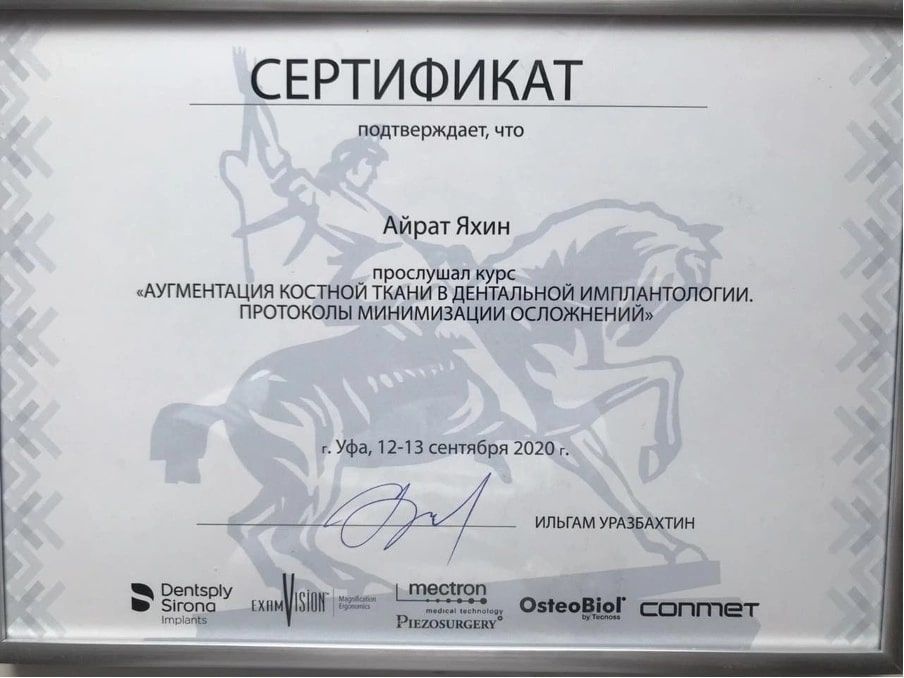 СЕРТИФИКАТ
подтверждает, что
Айрат Яхин
прослушал курс
«АУГМЕНТАЦИЯ КОСТНОЙ ТКАНИ В ДЕНТАЛЬНОЙ ИМПЛАНТОЛОГИИ.
ПРОТОКОЛЫ МИНИМИЗАЦИИ ОСЛОЖНЕНИЙ»
г. Уфа, 12-13 сентября 2020 г.
ИЛЬГАМ УРАЗБАХТИН
Dentsply
Sirona
Implants
EXAMVISION™
Magnification
Ergonomics
mectron
medical technology
PIEZOSURGERY®
OsteoBiol®
by Tecnoss
conmet